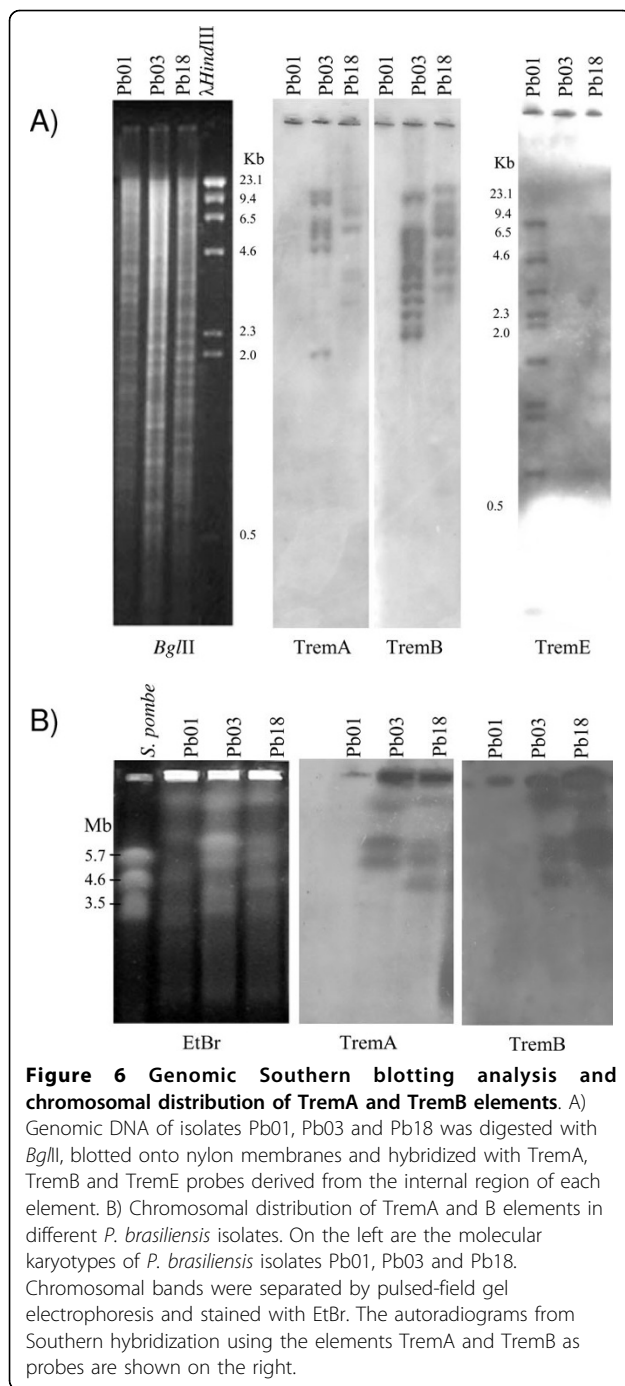 Pb01 Pb03 Pb18 λHindIII
Pb01 Pb03 Pb18
Pb01 Pb03 Pb18
Pb01 Pb03 Pb18
A)
Kb
23.1
9.4
6.5
4.6
2.3
2.0
0.5
Kb
23.1
9.4
6.5
4.6
2.3
2.0
0.5
BglII
TremA
TremB
TremE
B)
S. pombe Pb01 Pb03 Pb18
Pb01 Pb03 Pb18
Pb01 Pb03 Pb18
Mb
5.7
4.6
3.5
EtBr
TremA
TremB
Figure 6 Genomic Southern blotting analysis and
chromosomal distribution of TremA and TremB elements. A)
Genomic DNA of isolates Pb01, Pb03 and Pb18 was digested with
BglII, blotted onto nylon membranes and hybridized with TremA,
TremB and TremE probes derived from the internal region of each
element. B) Chromosomal distribution of TremA and B elements in
different P. brasiliensis isolates. On the left are the molecular
karyotypes of P. brasiliensis isolates Pb01, Pb03 and Pb18.
Chromosomal bands were separated by pulsed-field gel
electrophoresis and stained with EtBr. The autoradiograms from
Southern hybridization using the elements TremA and TremB as
probes are shown on the right.